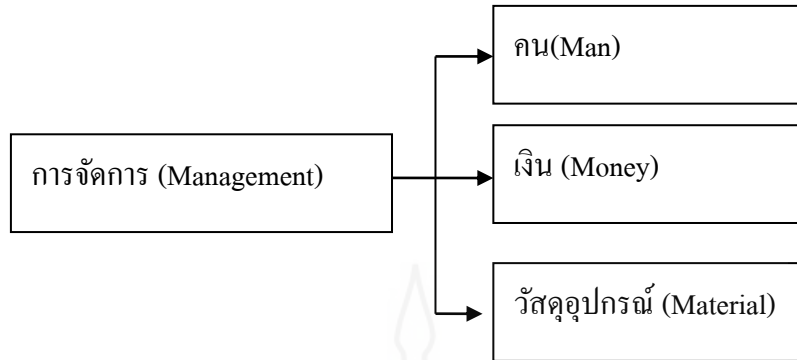 คน(Man)
การจัดการ (Management)
เงิน (Money)
วัสดุอุปกรณ์ (Material)